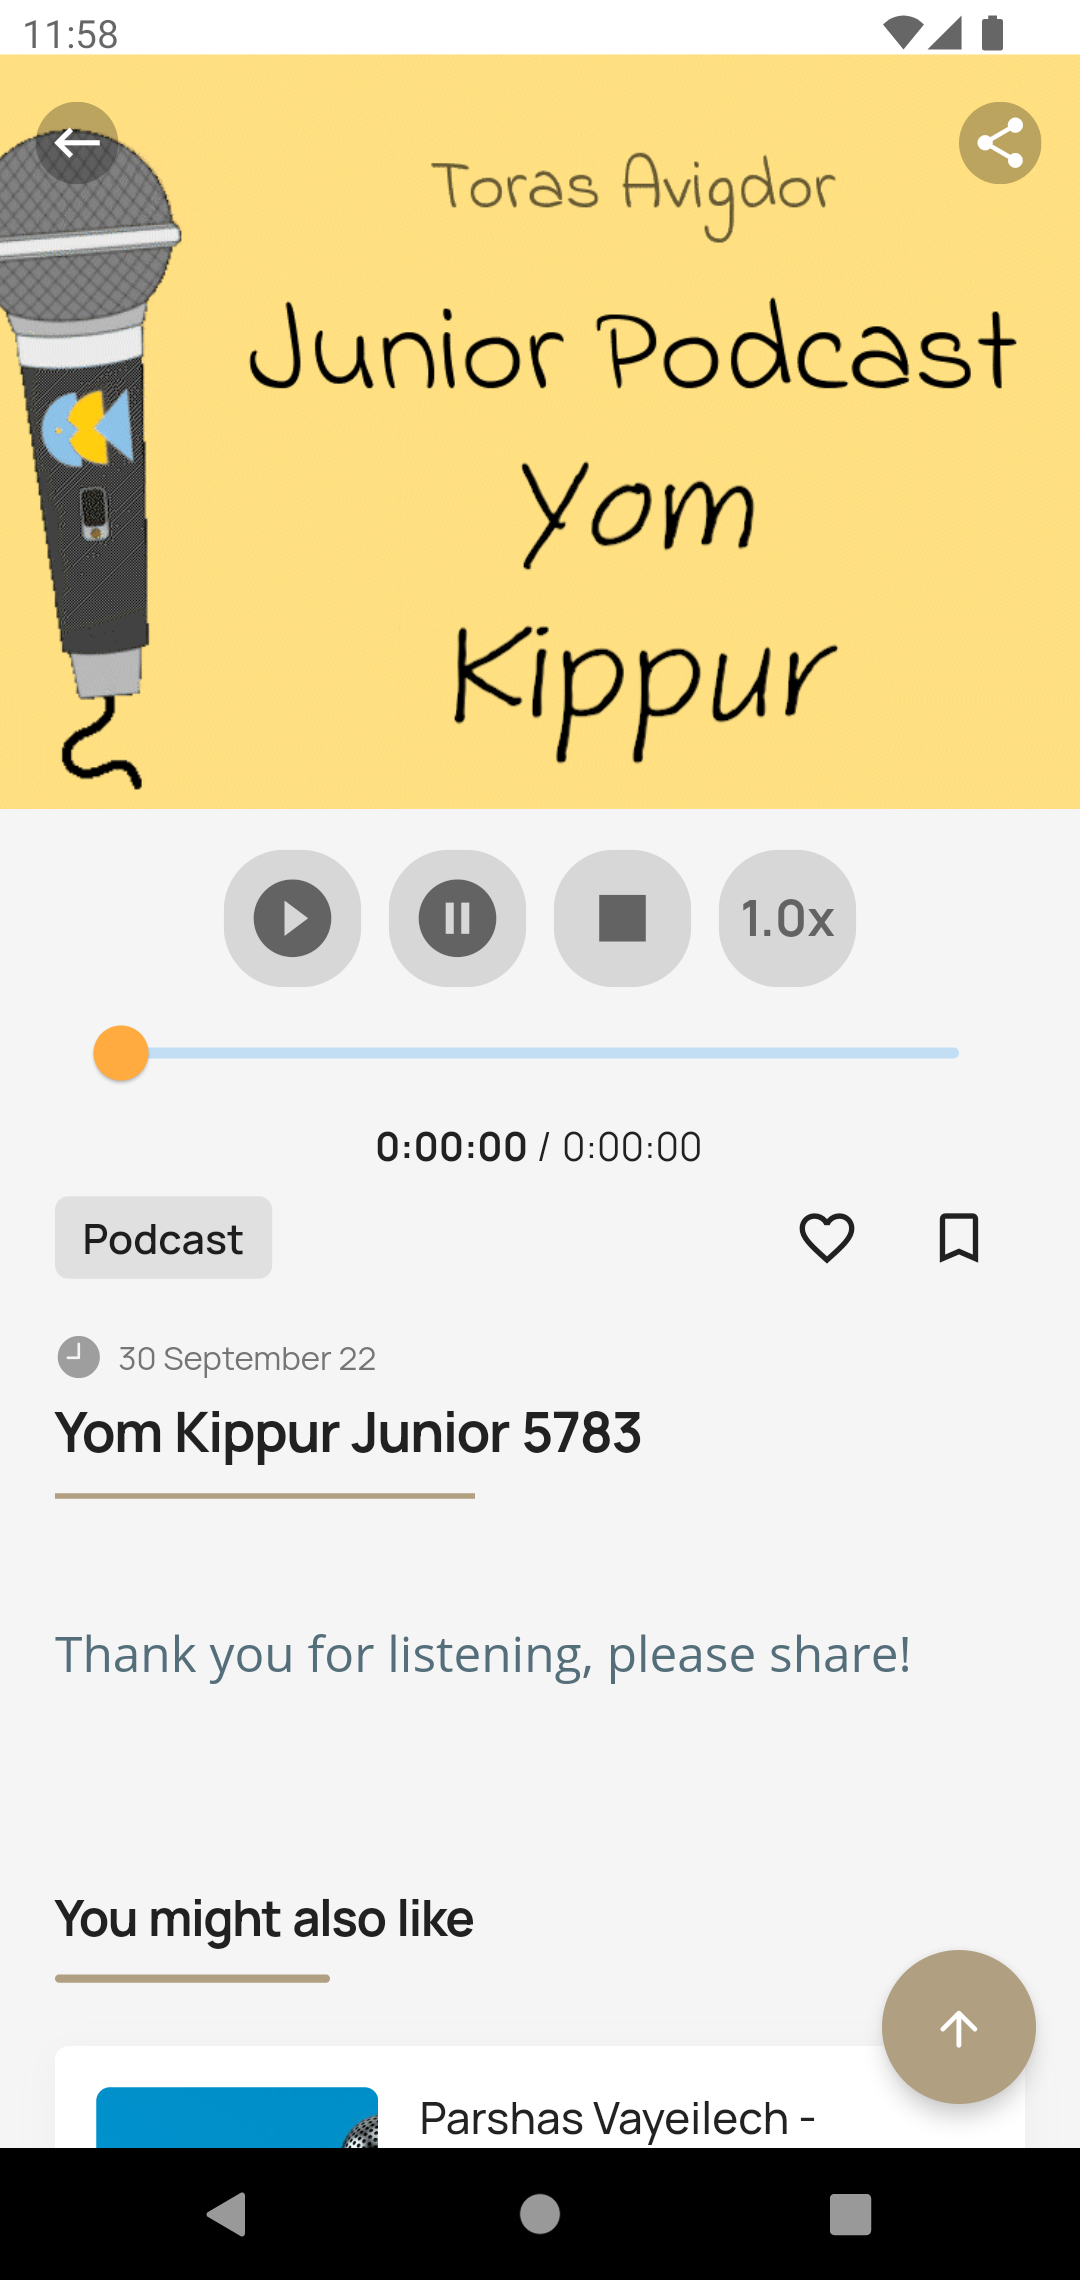 11:58
Toras Avigdor
Junior Podcast
Yom
Kippur
1.0x
0:00:00 / 0:00:00
Podcast
30 September 22
Yom Kippur Junior 5783
Thank you for listening, please share!
You might also like
Parshas Vayeilech -